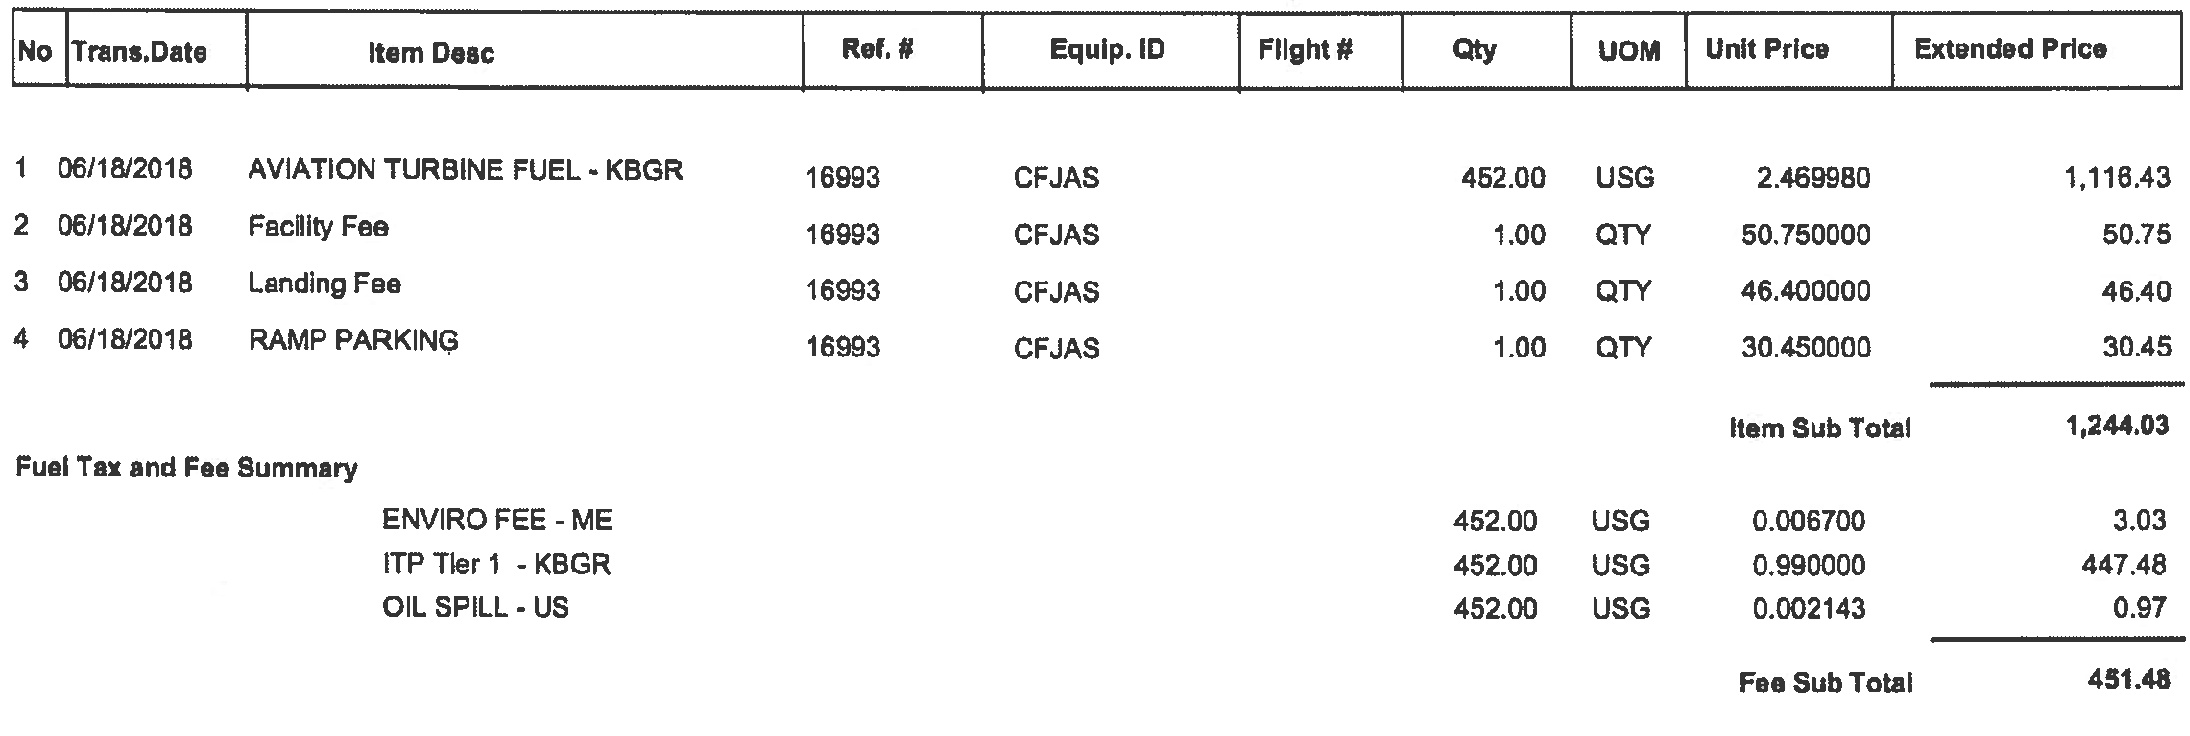 No Trans.Date Item Desc Ref. # Equip. ID Flight # Qty UOM Unit Price Extended Price
1 06/18/2018 AVIATION TURBINE FUEL - KBGR 16993 CFJAS 452.00 USG 2.469980 1,116.43
2 06/18/2018 Facility Fee 16993 CFJAS 1.00 QTY 50.750000 50.75
3 06/18/2018 Landing Fee 16993 CFJAS 1.00 QTY 46.400000 46.40
4 06/18/2018 RAMP PARKING 16993 CFJAS 1.00 QTY 30.450000 30.45
Item Sub Total 1,244.03
Fuel Tax and Fee Summary
ENVIRO FEE - ME 452.00 USG 0.006700 3.03
ITP Tier 1 - KBGR 452.00 USG 0.990000 447.48
OIL SPILL - US 452.00 USG 0.002143 0.97
Fee Sub Total 451.48